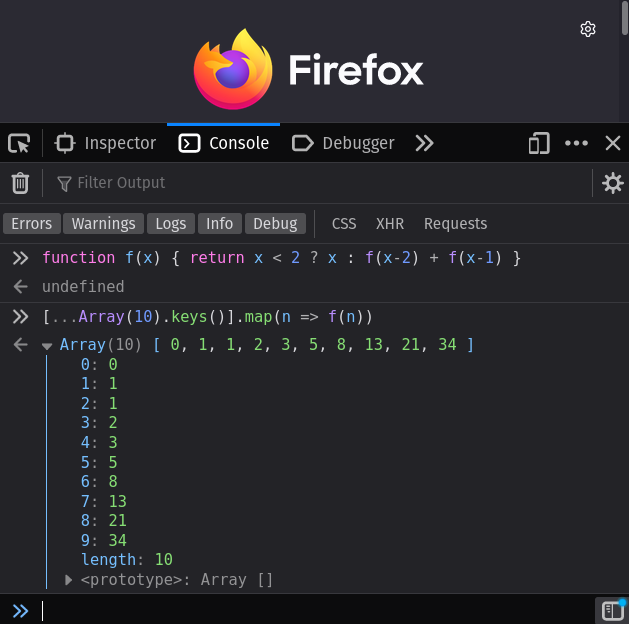 Firefox
Inspector Console Debugger
Filter Output
Errors Warnings Logs Info Debug CSS XHR Requests
function f(x) { return x < 2 ? x : f(x-2) + f(x-1) }
undefined
[...Array(10).keys()].map(n => f(n))
Array(10) [ 0, 1, 1, 2, 3, 5, 8, 13, 21, 34 ]
0: 0
1: 1
2: 1
3: 2
4: 3
5: 5
6: 8
7: 13
8: 21
9: 34
length: 10
<prototype>: Array []